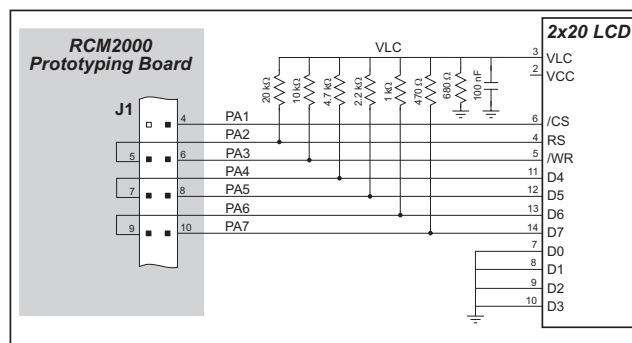 RCM2000
Prototyping Board
2x20 LCD
VLC
3 VLC
2 VCC
20 kΩ
10 kΩ
4.7 kΩ
2.2 kΩ
1 kΩ
470 Ω
680 Ω
100 nF
J1
4 PA1 6 /CS
PA2 4 RS
5 6 PA3 5 /WR
PA4 11 D4
7 8 PA5 12 D5
PA6 13 D6
9 10 PA7 14 D7
7 D0
8 D1
9 D2
10 D3